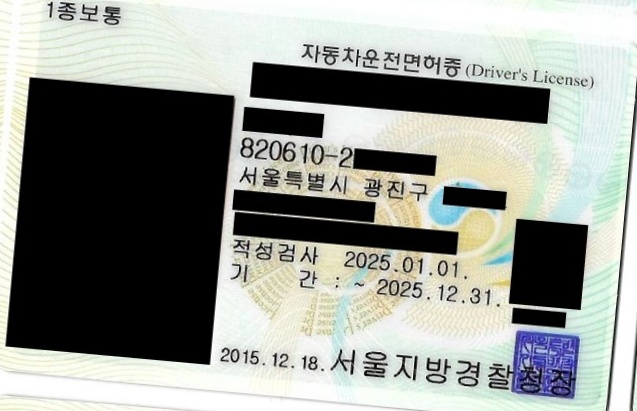 1종보통
자동차운전면허증 (Driver's License)
820610-2
서울특별시 광진구
적성검사 2025.01.01.
기 간 : ~ 2025.12.31.
2015.12.18. 서울지방경찰청장